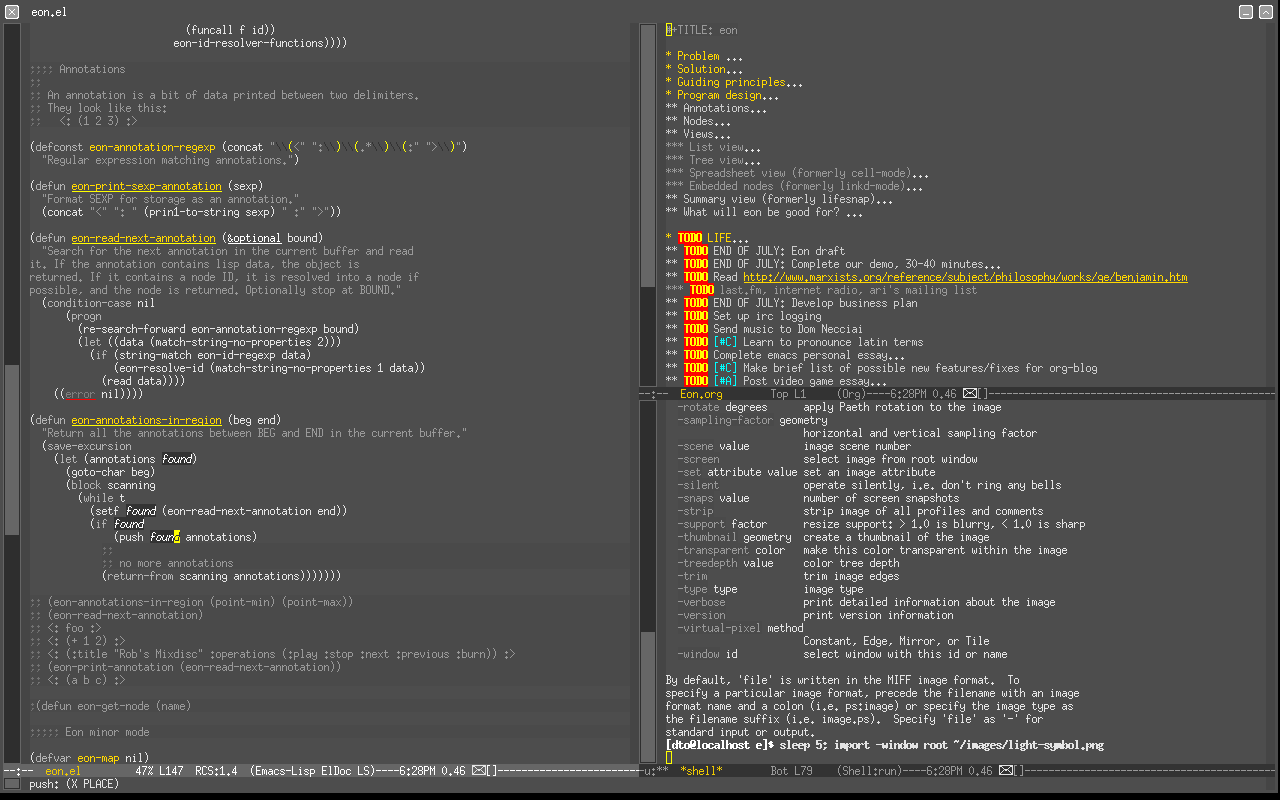 eon.el
(funcall f id))
eon-id-resolver-functions))))
;;;; Annotations
;;
;; An annotation is a bit of data printed between two delimiters.
;; They look like this:
;;   <: (1 2 3) :>
(defconst eon-annotation-regexp (concat "\\(<" ":\\)\\(.*\\)\\(:" ">\\)")
"Regular expression matching annotations.")
(defun eon-print-sexp-annotation (sexp)
"Format SEXP for storage as an annotation."
(concat "<" ": " (prin1-to-string sexp) " :" ">"))
(defun eon-read-next-annotation (&optional bound)
"Search for the next annotation in the current buffer and read
it. If the annotation contains lisp data, the object is
returned. If it contains a node ID, it is resolved into a node if
possible, and the node is returned. Optionally stop at BOUND."
(condition-case nil
(progn
(re-search-forward eon-annotation-regexp bound)
(let ((data (match-string-no-properties 2)))
(if (string-match eon-id-regexp data)
(eon-resolve-id (match-string-no-properties 1 data))
(read data))))
((error nil))))
(defun eon-annotations-in-region (beg end)
"Return all the annotations between BEG and END in the current buffer."
(save-excursion
(let (annotations found)
(goto-char beg)
(block scanning
(while t
(setf found (eon-read-next-annotation end))
(if found
(push found annotations)
;;
;; no more annotations
(return-from scanning annotations)))))))
;; (eon-annotations-in-region (point-min) (point-max))
;; (eon-read-next-annotation)
;; <: foo :>
;; <: (+ 1 2) :>
;; <: (:title "Rob's Mixdisc" :operations (:play :stop :next :previous :burn)) :>
;; (eon-print-annotation (eon-read-next-annotation))
;; <: (a b c) :>
;(defun eon-get-node (name)
;;;;; Eon minor mode
(defvar eon-map nil)
--:--  eon.el         47% L147  RCS:1.4  (Emacs-Lisp ElDoc LS)----6:28PM 0.46 []
push: (X PLACE)
#+TITLE: eon
* Problem ...
* Solution...
* Guiding principles...
* Program design...
** Annotations...
** Nodes...
** Views...
*** List view...
*** Tree view...
*** Spreadsheet view (formerly cell-mode)...
*** Embedded nodes (formerly linkd-mode)...
** Summary view (formerly lifesnap)...
** What will eon be good for? ...
* TODO LIFE...
** TODO END OF JULY: Eon draft
** TODO END OF JULY: Complete our demo, 30-40 minutes...
** TODO Read http://www.marxists.org/reference/subject/philosophy/works/ge/benjamin.htm
*** TODO last.fm, internet radio, ari's mailing list
** TODO END OF JULY: Develop business plan
** TODO Set up irc logging
** TODO Send music to Dom Necciai
** TODO [#C] Learn to pronounce latin terms
** TODO Complete emacs personal essay...
** TODO [#C] Make brief list of possible new features/fixes for org-blog
** TODO [#A] Post video game essay...
--:--  Eon.org        Top L1     (Org)----6:28PM 0.46 []----
-rotate degrees      apply Paeth rotation to the image
-sampling-factor geometry
horizontal and vertical sampling factor
-scene value         image scene number
-screen              select image from root window
-set attribute value set an image attribute
-silent              operate silently, i.e. don't ring any bells
-snaps value         number of screen snapshots
-strip               strip image of all profiles and comments
-support factor      resize support: > 1.0 is blurry, < 1.0 is sharp
-thumbnail geometry  create a thumbnail of the image
-transparent color   make this color transparent within the image
-treedepth value     color tree depth
-trim                trim image edges
-type type           image type
-verbose             print detailed information about the image
-version             print version information
-virtual-pixel method
Constant, Edge, Mirror, or Tile
-window id           select window with this id or name
By default, 'file' is written in the MIFF image format.  To
specify a particular image format, precede the filename with an image
format name and a colon (i.e. ps:image) or specify the image type as
the filename suffix (i.e. image.ps).  Specify 'file' as '-' for
standard input or output.
[dto@localhost e]$ sleep 5; import -window root ~/images/light-symbol.png
-u:**  *shell*        Bot L79    (Shell:run)----6:28PM 0.46 []----